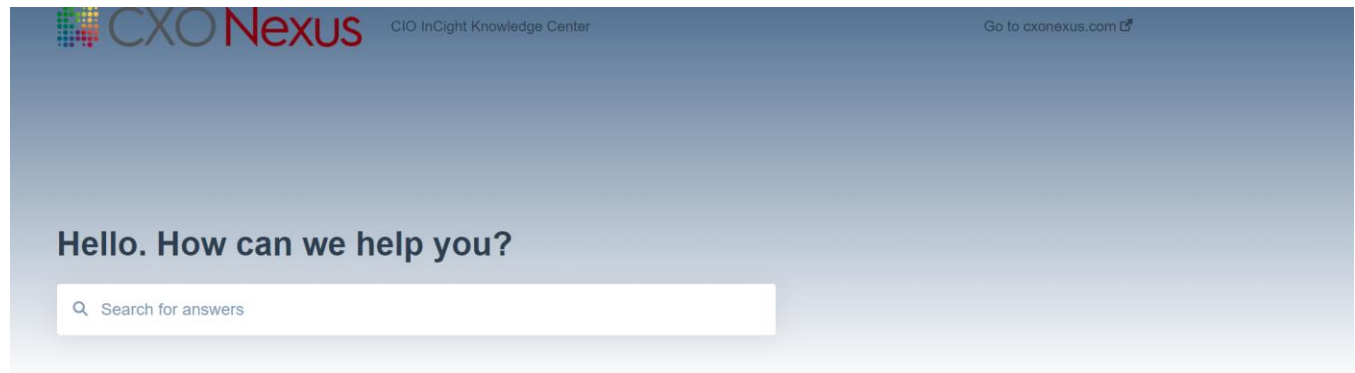 CXO Nexus CIO InCight Knowledge Center Go to cxonexus.com
Hello. How can we help you?
Search for answers